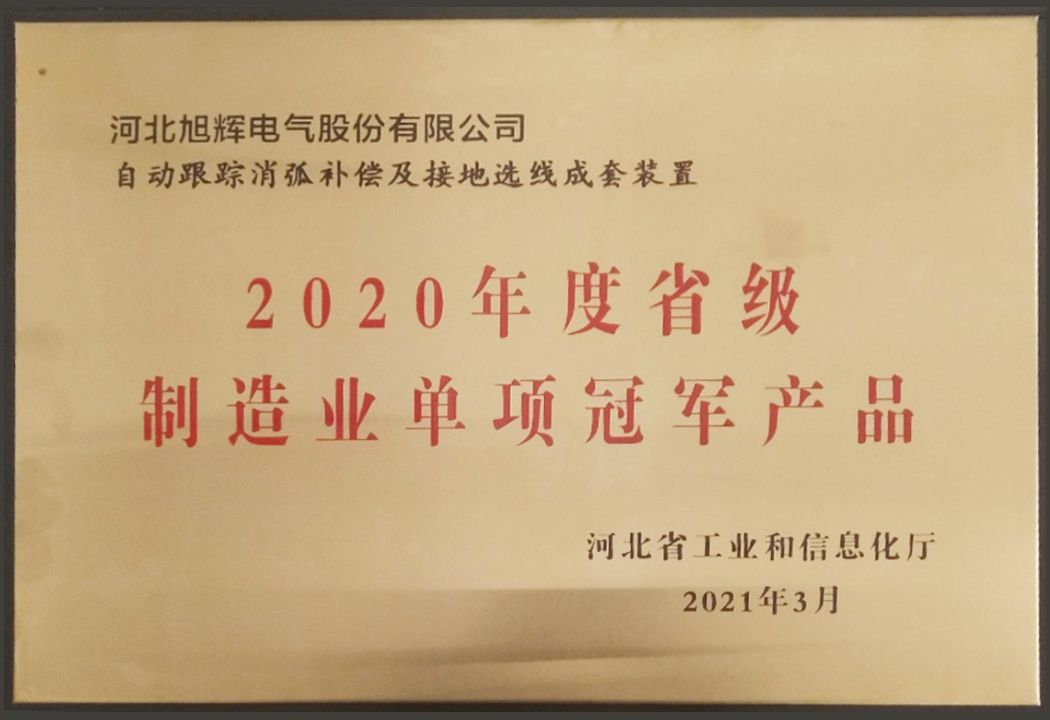 河北旭辉电气股份有限公司
自动跟踪消弧补偿及接地选线成套装置
2020年度省级
制造业单项冠军产品
河北省工业和信息化厅
2021年3月